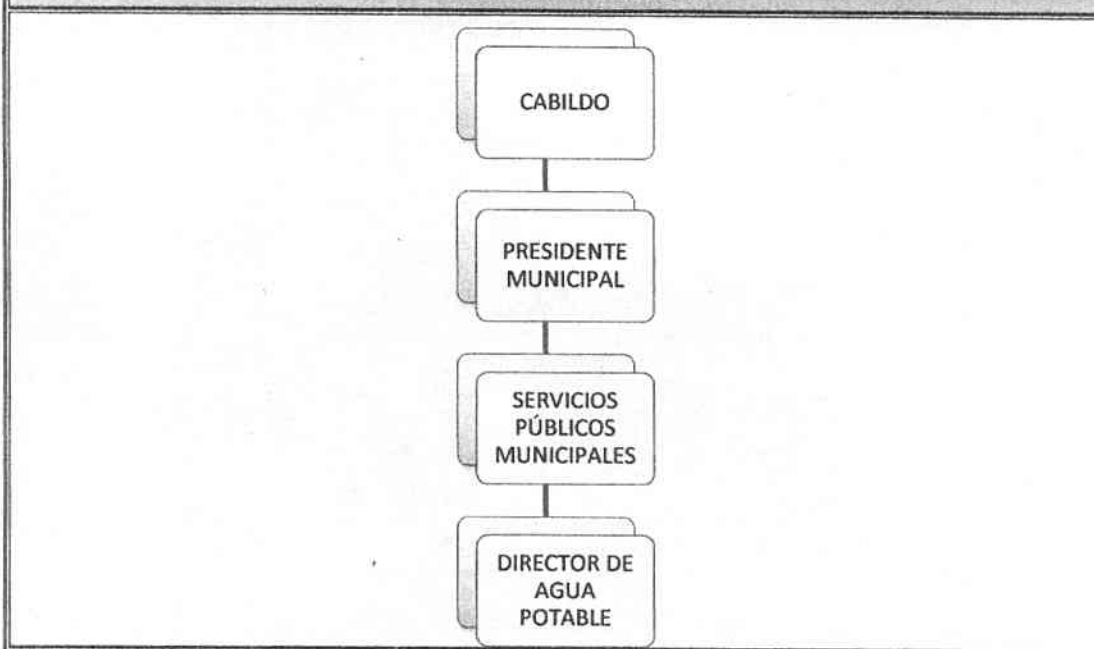 CABILDO
PRESIDENTE
MUNICIPAL
SERVICIOS
PÚBLICOS
MUNICIPALES
DIRECTOR DE
AGUA
POTABLE